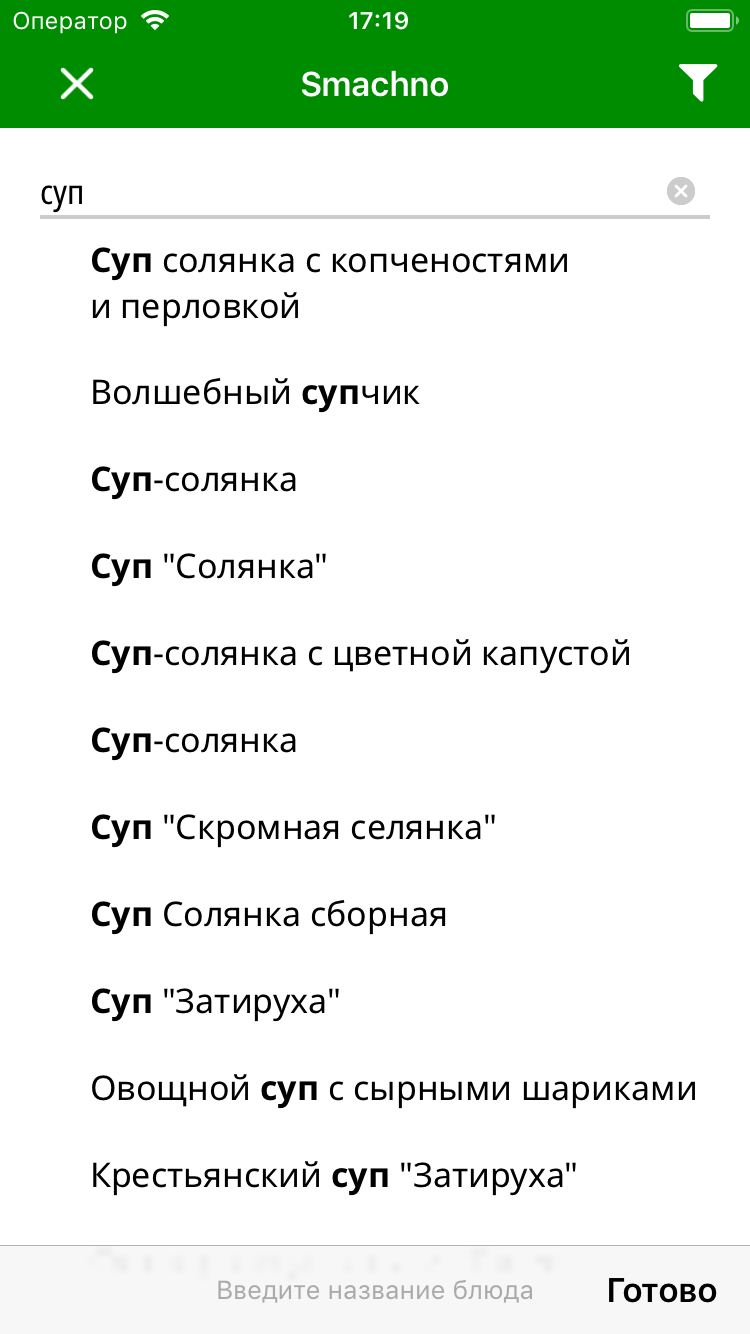 Оператор 17:19
Smachno
суп
Суп солянка с копченостями
и перловкой
Волшебный супчик
Суп-солянка
Суп "Солянка"
Суп-солянка с цветной капустой
Суп-солянка
Суп "Скромная селянка"
Суп Солянка сборная
Суп "Затируха"
Овощной суп с сырными шариками
Крестьянский суп "Затируха"
Введите название блюда Готово